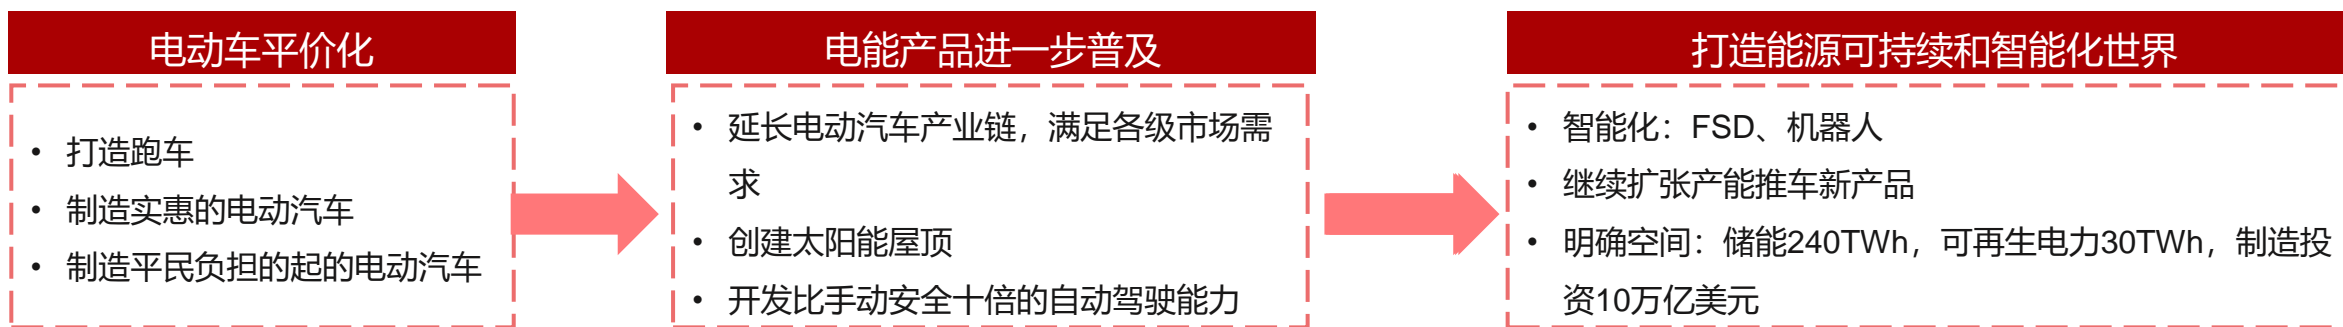 电动车平价化
• 打造跑车
• 制造实惠的电动汽车
• 制造平民负担的起的电动汽车
电能产品进一步普及
• 延长电动汽车产业链，满足各级市场需
求
• 创建太阳能屋顶
• 开发比手动安全十倍的自动驾驶能力
打造能源可持续和智能化世界
• 智能化：FSD、机器人
• 继续扩张产能推车新产品
• 明确空间：储能240TWh，可再生电力30TWh，制造投
资10万亿美元